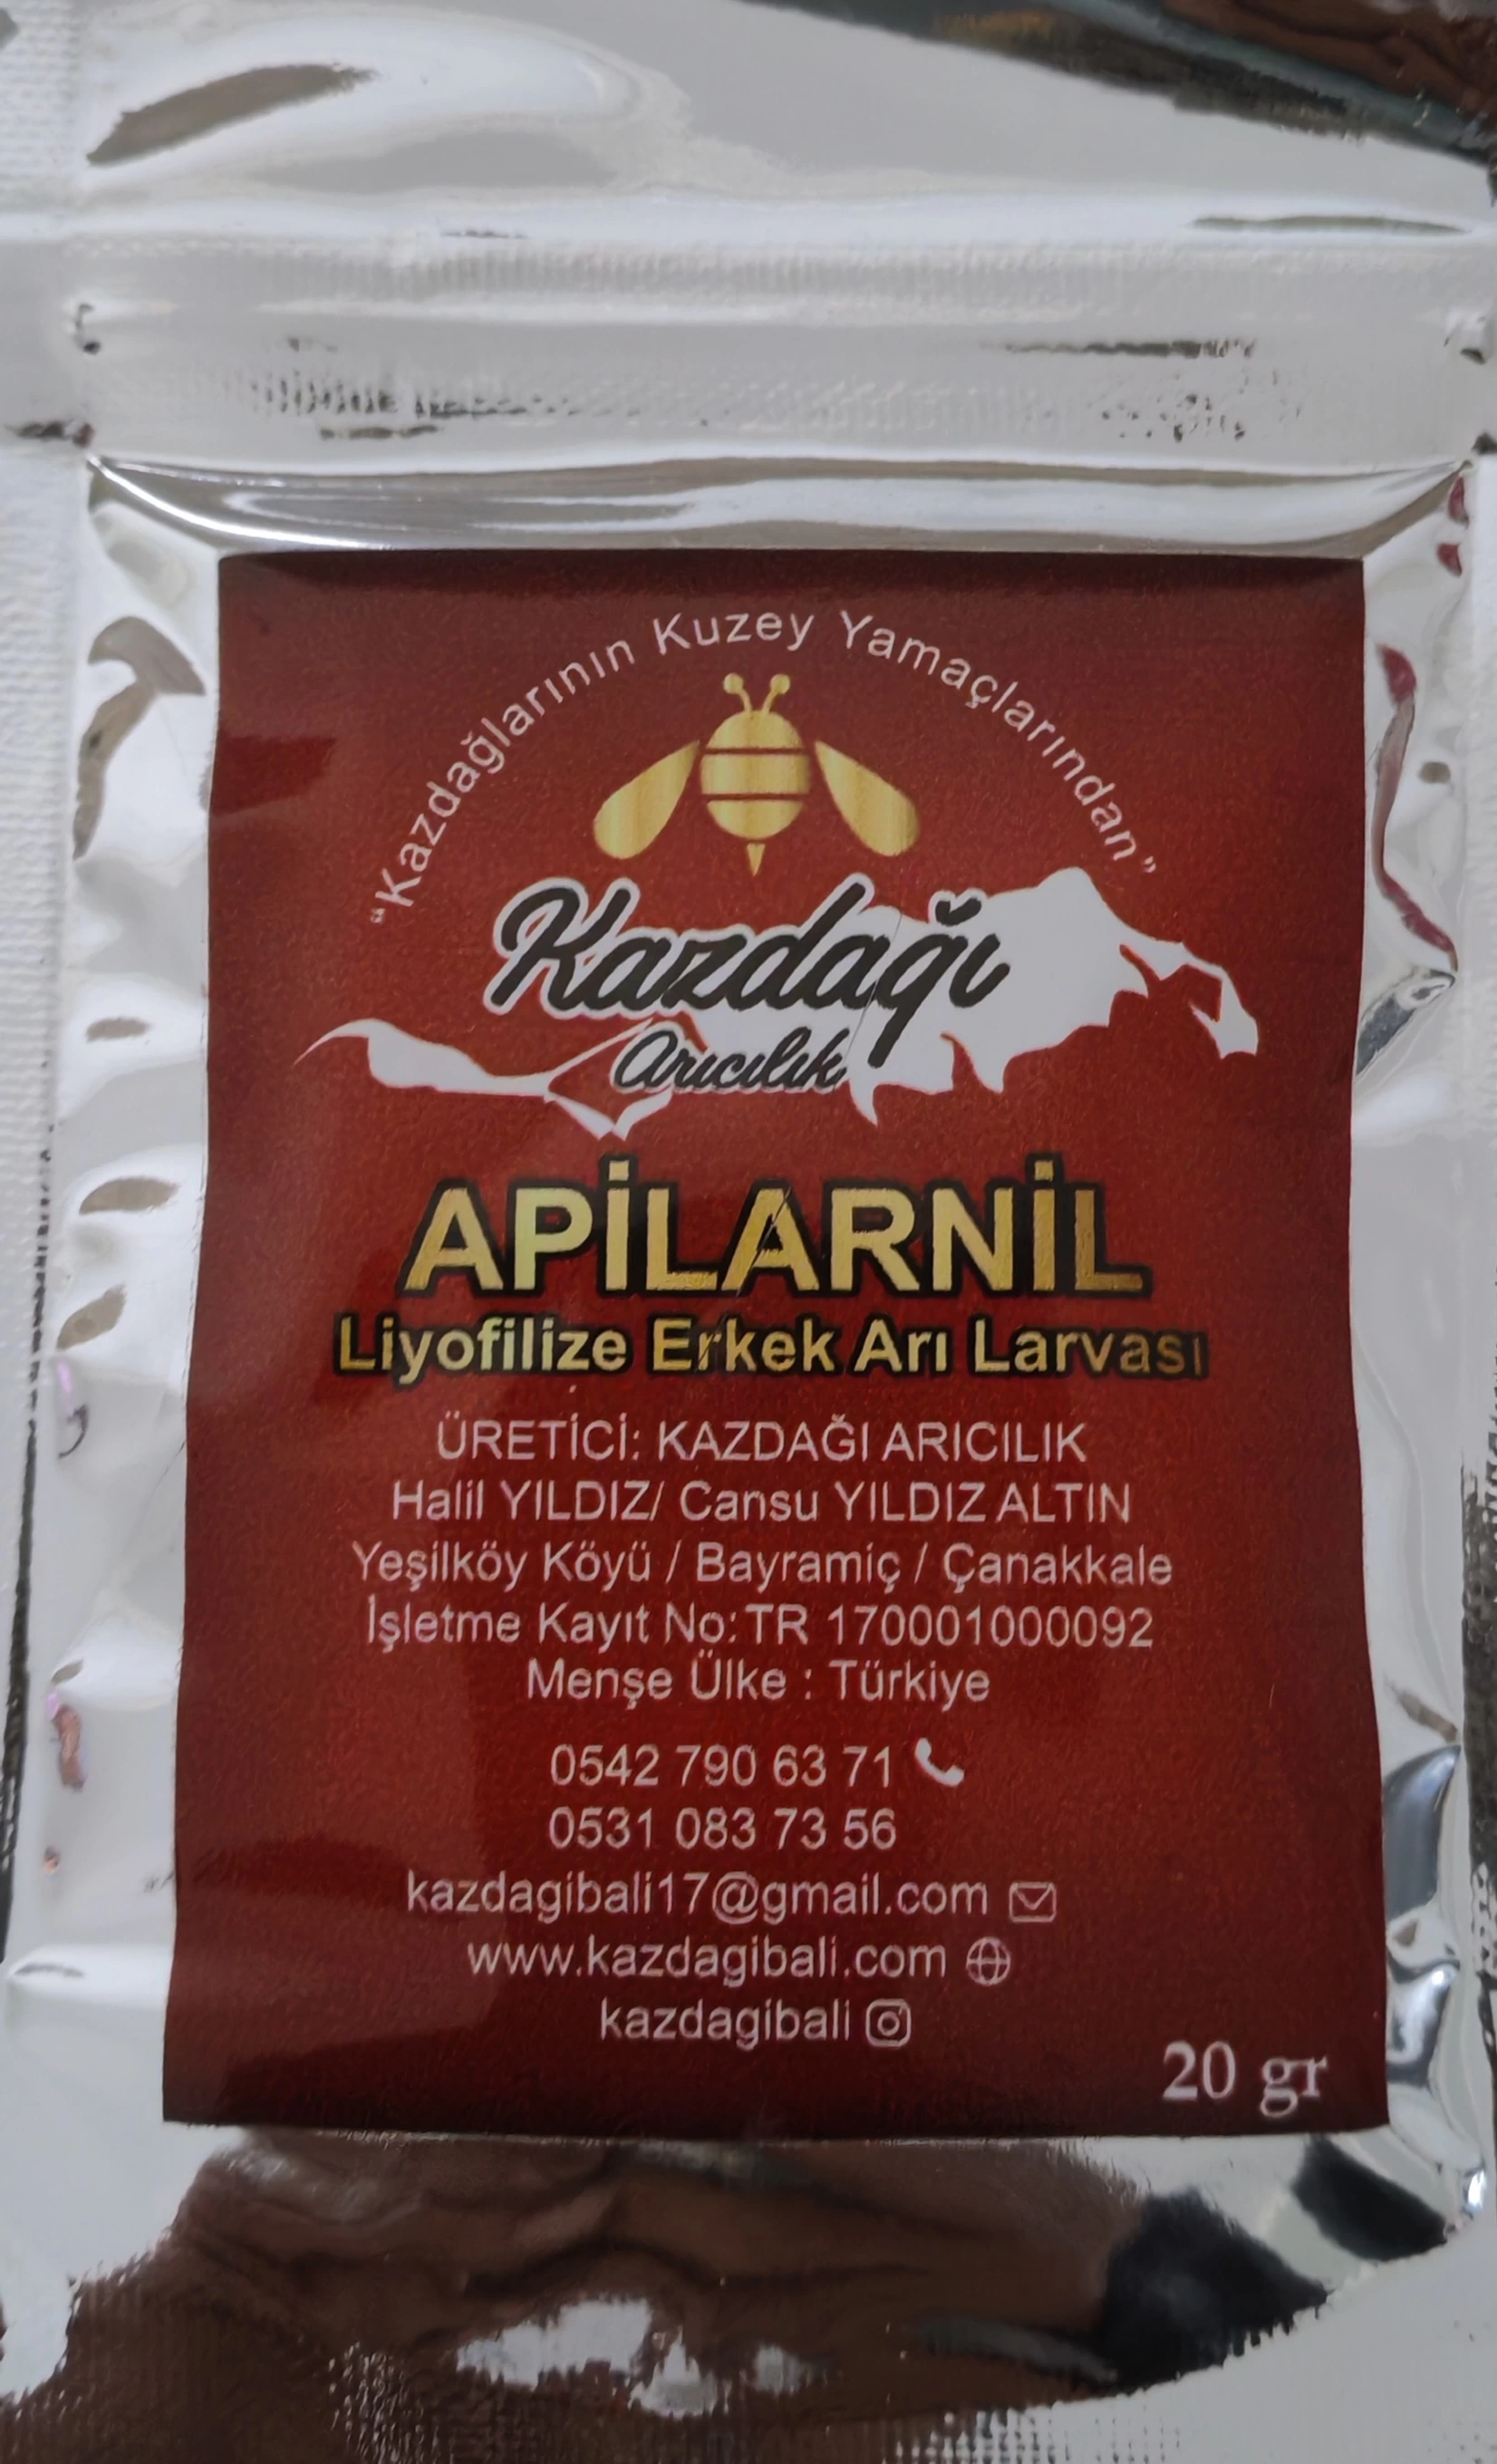 “Kazdağlarının Kuzey Yamaçlarından”
Kazdağı
Arıcılık
APİLARNİL
Liyofilize Erkek Arı Larvası
ÜRETİCİ: KAZDAĞI ARICILIK
Halil YILDIZ/ Cansu YILDIZ ALTIN
Yeşilköy Köyü / Bayramiç / Çanakkale
İşletme Kayıt No:TR 170001000092
Menşe Ülke : Türkiye
0542 790 63 71
0531 083 73 56
kazdagibali17@gmail.com
www.kazdagibali.com
kazdagibali
20 gr